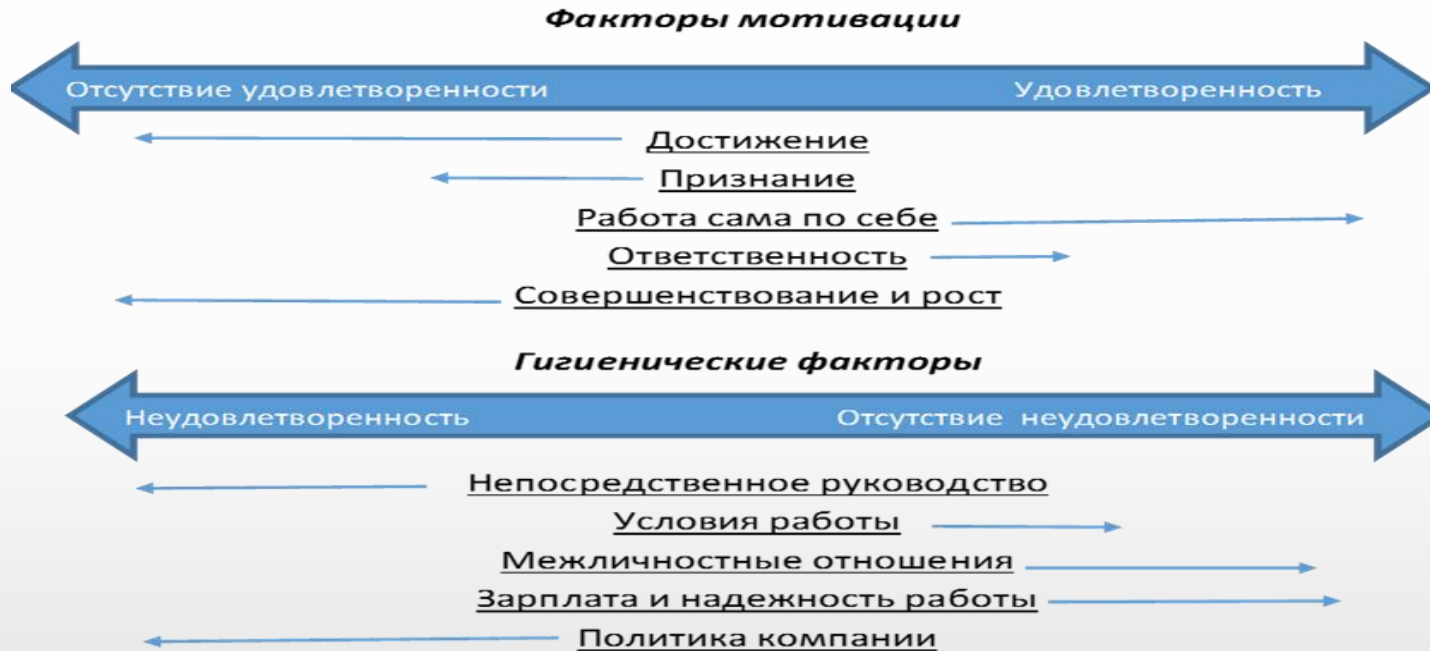 Факторы мотивации
Отсутствие удовлетворенности Удовлетворенность
Достижение
Признание
Работа сама по себе
Ответственность
Совершенствование и рост
Гигиенические факторы
Неудовлетворенность Отсутствие неудовлетворенности
Непосредственное руководство
Условия работы
Межличностные отношения
Зарплата и надежность работы
Политика компании